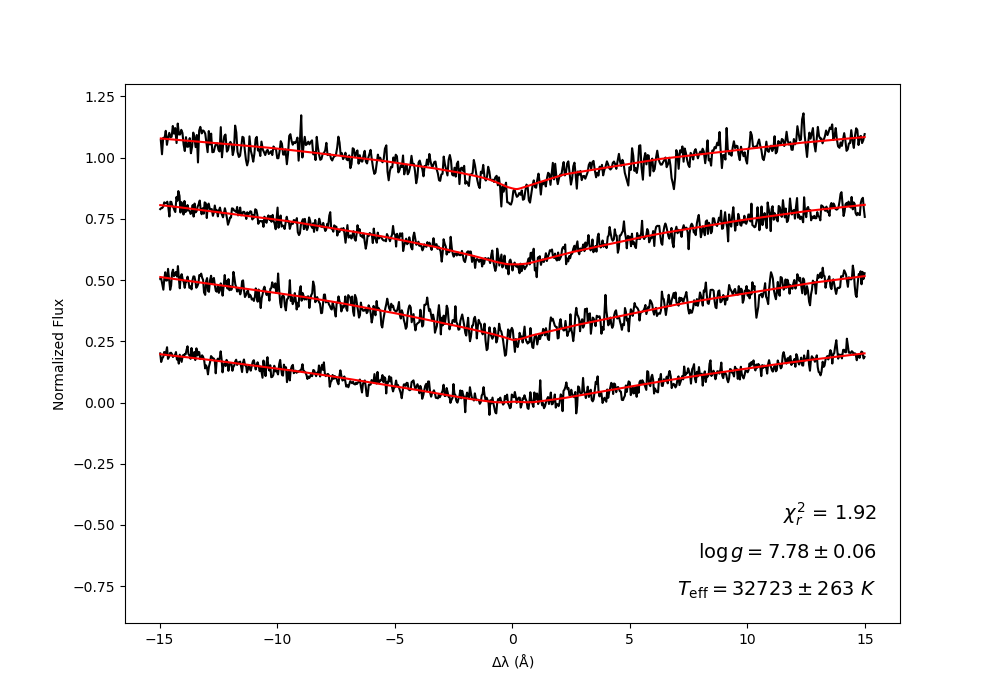 1.25
1.00
0.75
0.50
0.25
0.00
−0.25
−0.50
−0.75
Normalized Flux
χ²ᵣ = 1.92
log g = 7.78 ± 0.06
T_eff = 32723 ± 263 K
−15 −10 −5 0 5 10 15
Δλ (Å)